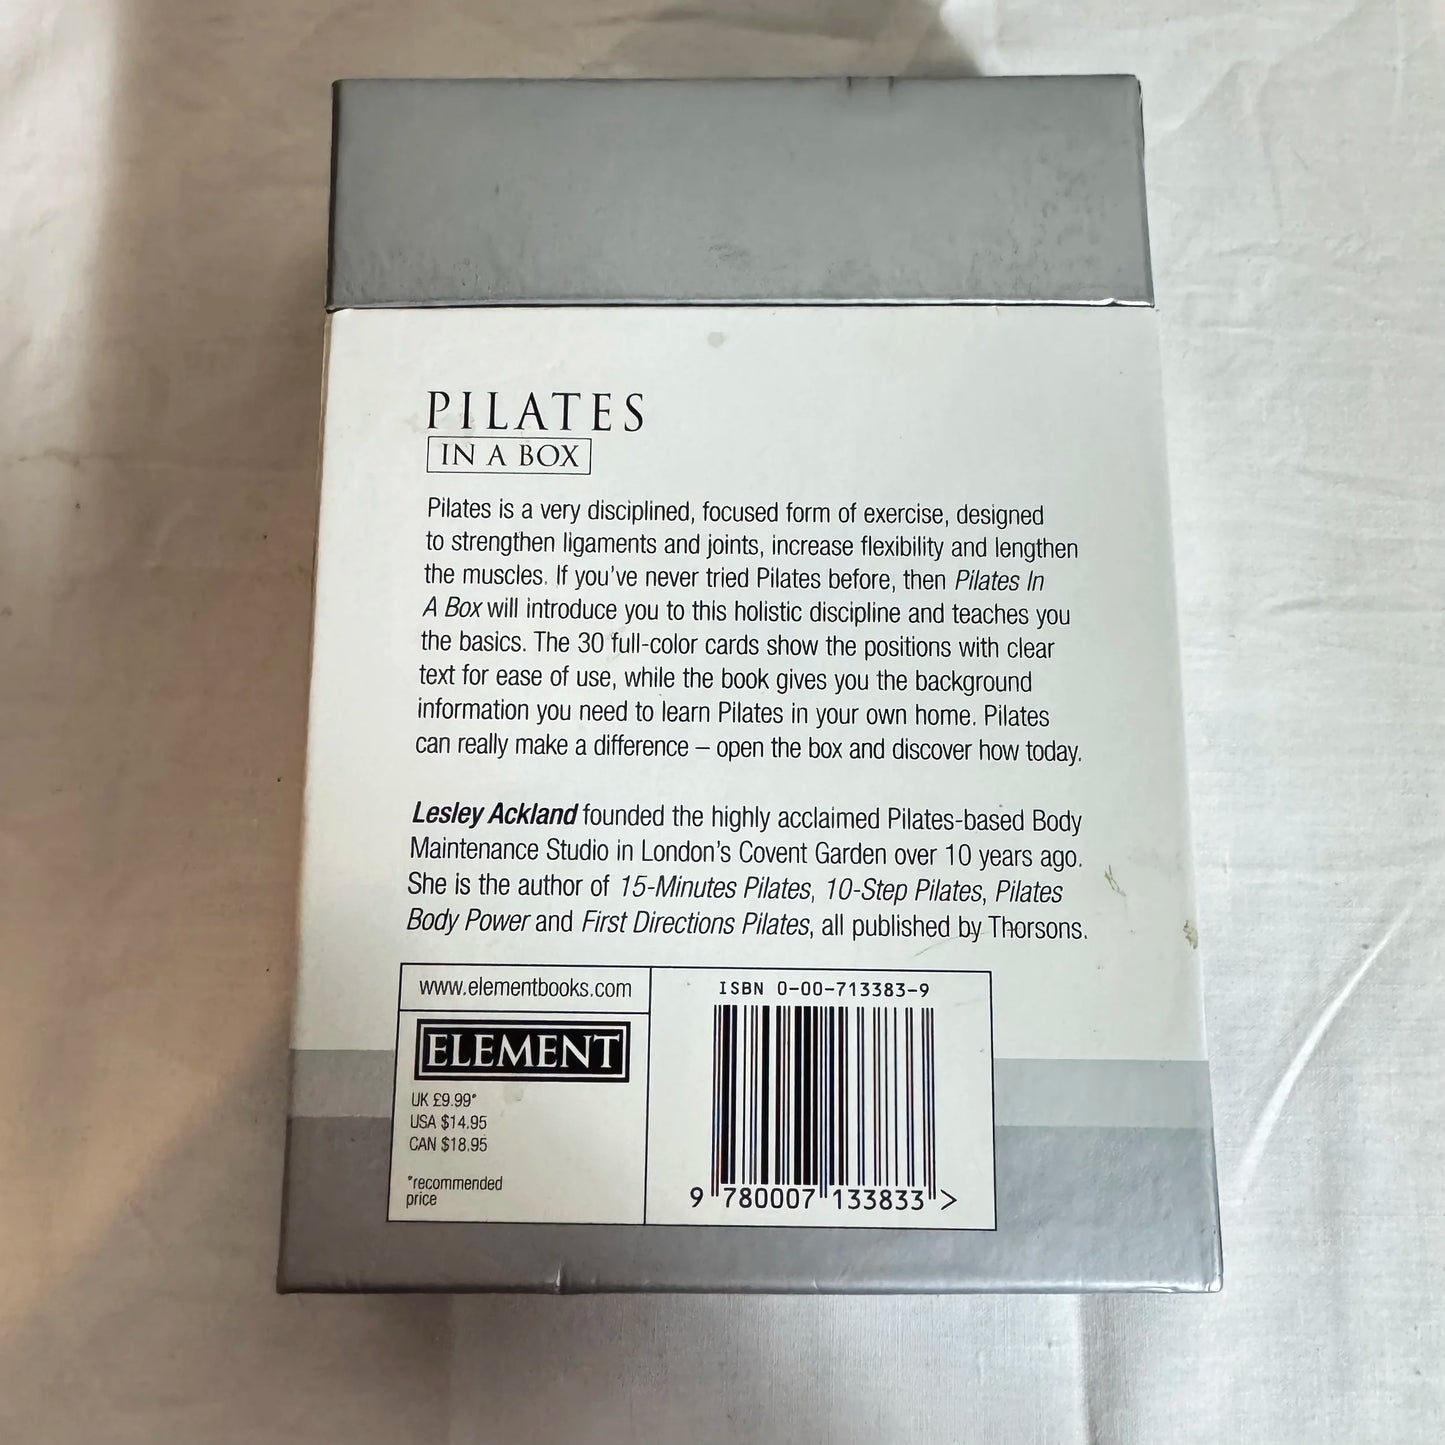 PILATES
IN A BOX
Pilates is a very disciplined, focused form of exercise, designed
to strengthen ligaments and joints, increase flexibility and lengthen
the muscles. If you've never tried Pilates before, then Pilates In
A Box will introduce you to this holistic discipline and teaches you
the basics. The 30 full-color cards show the positions with clear
text for ease of use, while the book gives you the background
information you need to learn Pilates in your own home. Pilates
can really make a difference – open the box and discover how today.
Lesley Ackland founded the highly acclaimed Pilates-based Body
Maintenance Studio in London's Covent Garden over 10 years ago.
She is the author of 15-Minutes Pilates, 10-Step Pilates, Pilates
Body Power and First Directions Pilates, all published by Thorsons.
www.elementbooks.com
ELEMENT
UK £9.99*
USA $14.95
CAN $18.95
*recommended
price
ISBN 0-00-713383-9
9 780007 133833 >